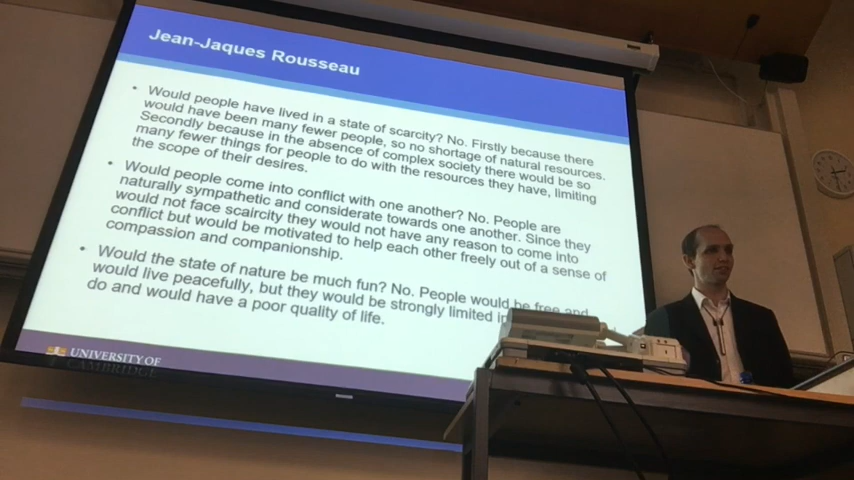 Jean-Jaques Rousseau
• Would people have lived in a state of scarcity? No. Firstly because there
would have been many fewer people, so no shortage of natural resources.
Secondly because in the absence of complex society there would be so
many fewer things for people to do with the resources they have, limiting
the scope of their desires.
• Would people come into conflict with one another? No. People are
naturally sympathetic and considerate towards one another. Since they
would not face scaircity they would not have any reason to come into
conflict but would be motivated to help each other freely out of a sense of
compassion and companionship.
• Would the state of nature be much fun? No. People would be free and
would live peacefully, but they would be strongly limited in
do and would have a poor quality of life.
UNIVERSITY OF
CAMBRIDGE